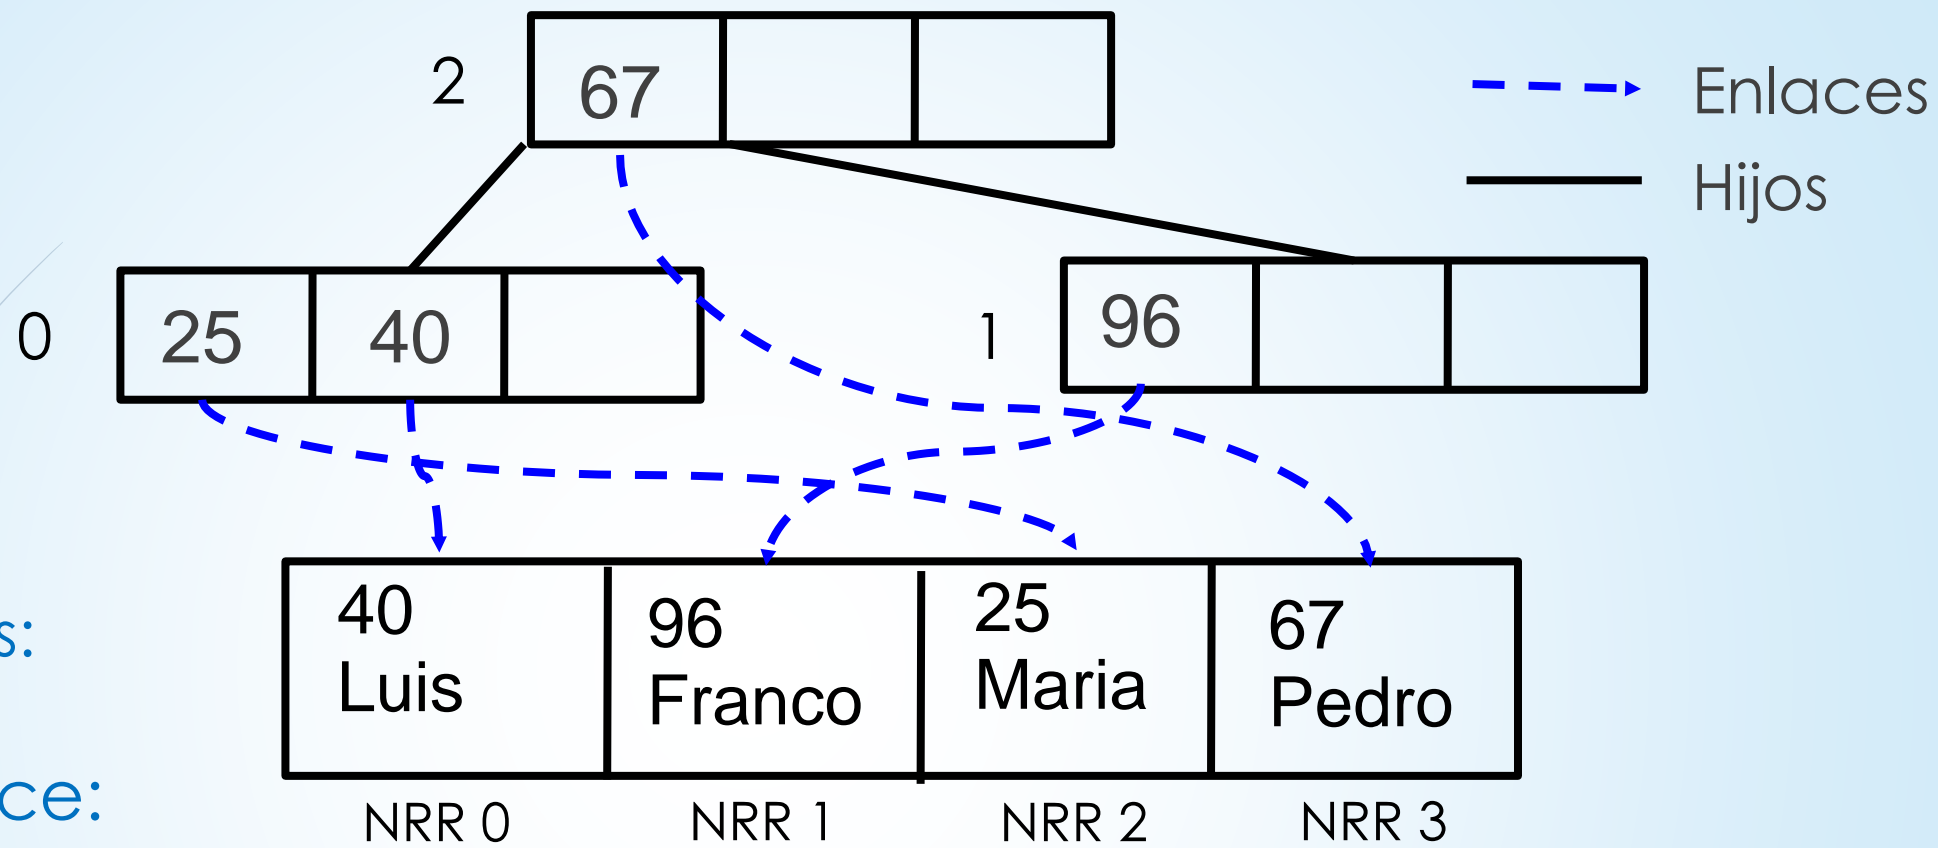 2
67
Enlaces
Hijos
0
25
40
1
96
s:
40
Luis
96
Franco
25
Maria
67
Pedro
ce:
NRR 0
NRR 1
NRR 2
NRR 3